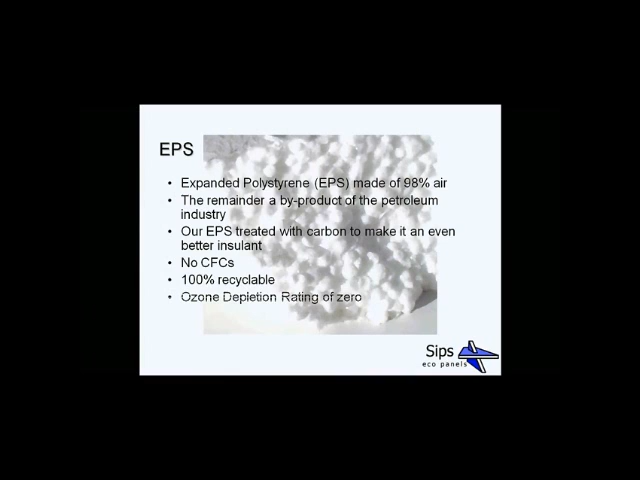 EPS
• Expanded Polystyrene (EPS) made of 98% air
• The remainder a by-product of the petroleum
industry
• Our EPS treated with carbon to make it an even
better insulant
• No CFCs
• 100% recyclable
• Ozone Depletion Rating of zero
Sips
eco panels